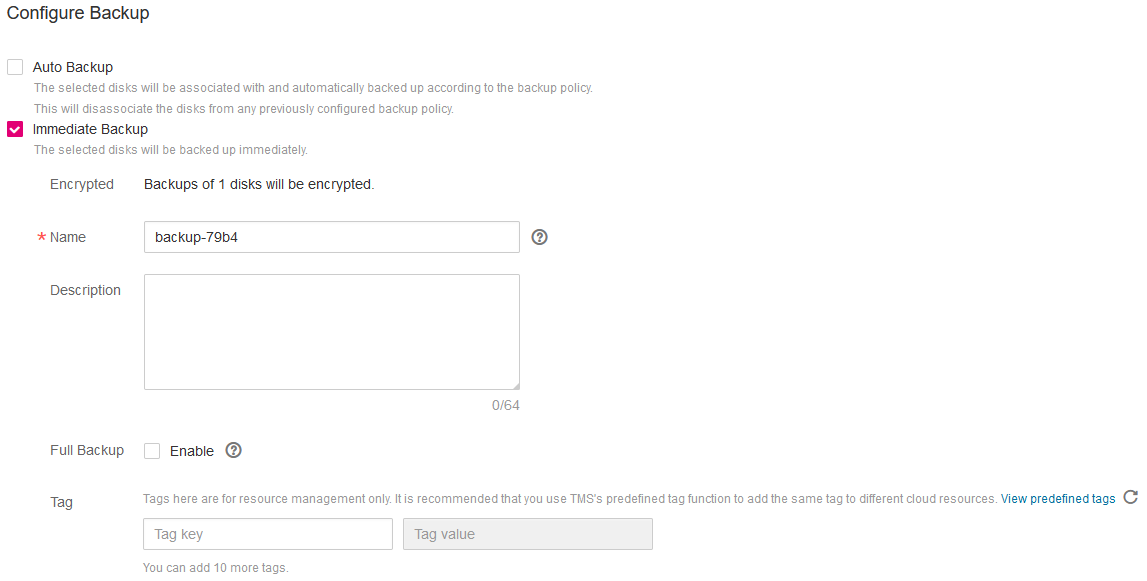 Configure Backup
Auto Backup
The selected disks will be associated with and automatically backed up according to the backup policy.
This will disassociate the disks from any previously configured backup policy.
Immediate Backup
The selected disks will be backed up immediately.
Encrypted Backups of 1 disks will be encrypted.
* Name backup-79b4 ?
Description
0/64
Full Backup Enable ?
Tag Tags here are for resource management only. It is recommended that you use TMS's predefined tag function to add the same tag to different cloud resources. View predefined tags
Tag key Tag value
You can add 10 more tags.